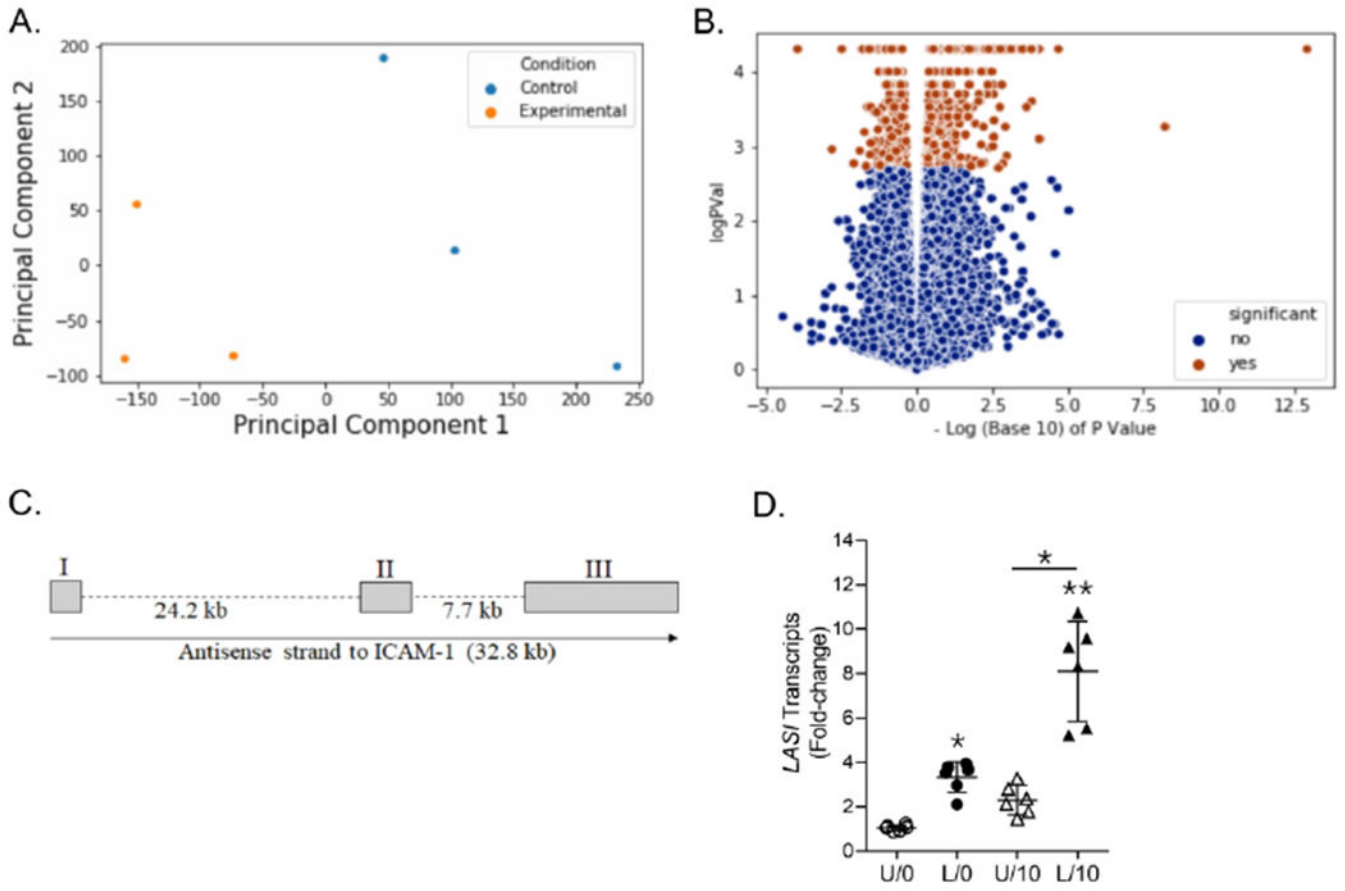 A.
200
150
100
50
0
−50
−100
Principal Component 2
Condition
Control
Experimental
−150 −100 −50 0 50 100 150 200 250
Principal Component 1
B.
4
3
2
1
0
logPVal
significant
no
yes
−5.0 −2.5 0.0 2.5 5.0 7.5 10.0 12.5
- Log (Base 10) of P Value
C.
I II III
24.2 kb 7.7 kb
Antisense strand to ICAM-1 (32.8 kb)
D.
14
12
10
8
6
4
2
0
LASI Transcripts
(Fold-change)
*
**
*
U/0 L/0 U/10 L/10